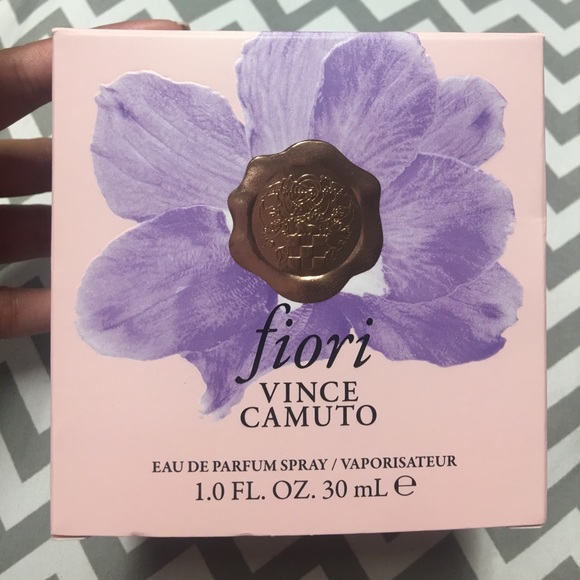 fiori
VINCE
CAMUTO
EAU DE PARFUM SPRAY / VAPORISATEUR
1.0 FL. OZ. 30 mL ℮